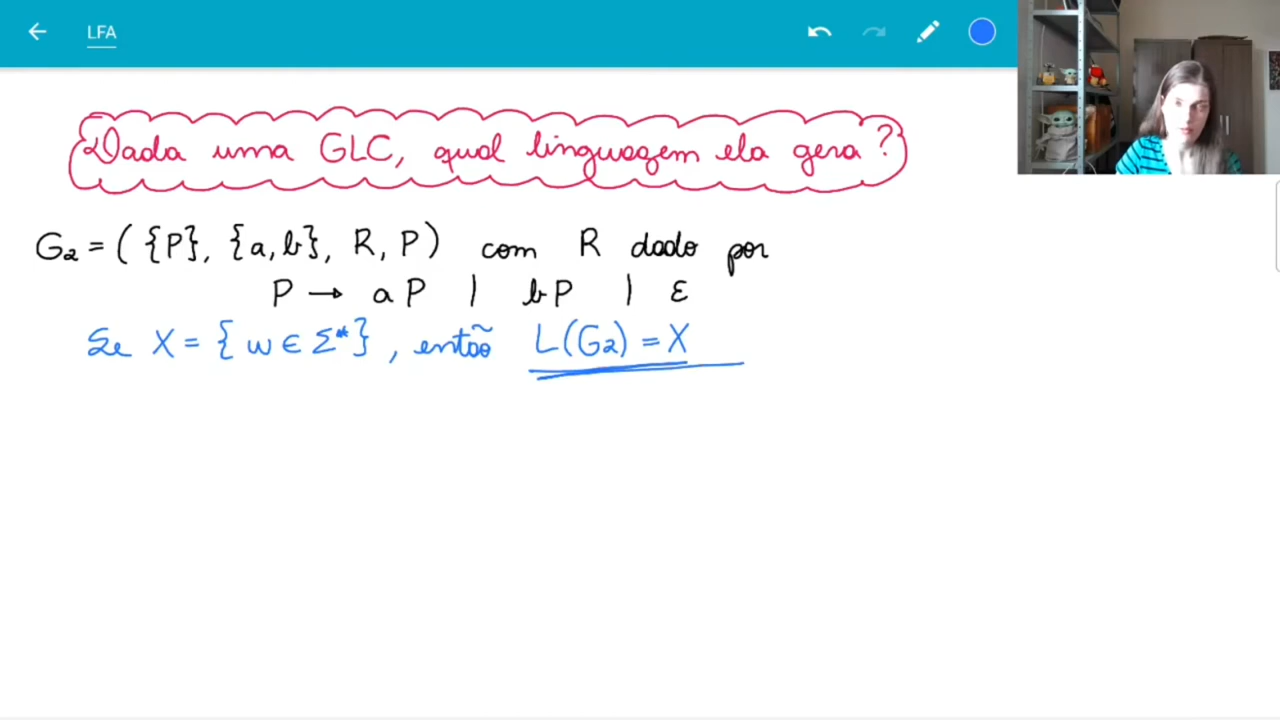 LFA
Dada uma GLC, qual linguagem ela gera?
G₂ = ({P}, {a, b}, R, P) com R dado por
P → aP | bP | ε
Se X = {w ∈ Σ*}, então L(G₂) = X